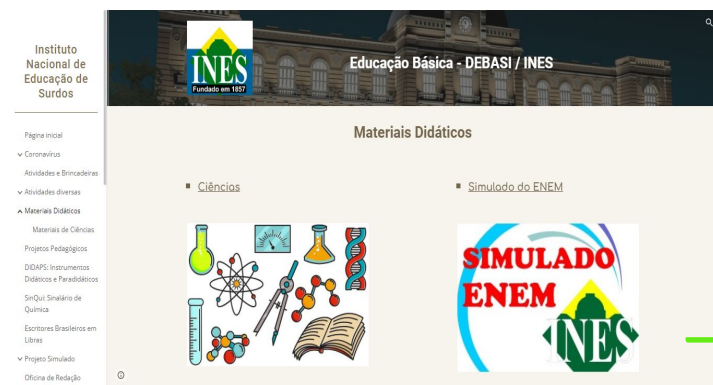 Instituto
Nacional de
Educação de
Surdos
Página inicial
Coronavírus
Atividades e Brincadeiras
Atividades diversas
Materiais Didáticos
Materiais de Ciências
Projetos Pedagógicos
DIDAPS: Instrumentos
Didáticos e Paradidáticos
SinQui: Sinalário de
Química
Escritores Brasileiros em
Libras
Projeto Simulado
Oficina de Redação
INES
Fundado em 1857
Educação Básica - DEBASI / INES
Materiais Didáticos
Ciências
Simulado do ENEM
SIMULADO
ENEM
INES